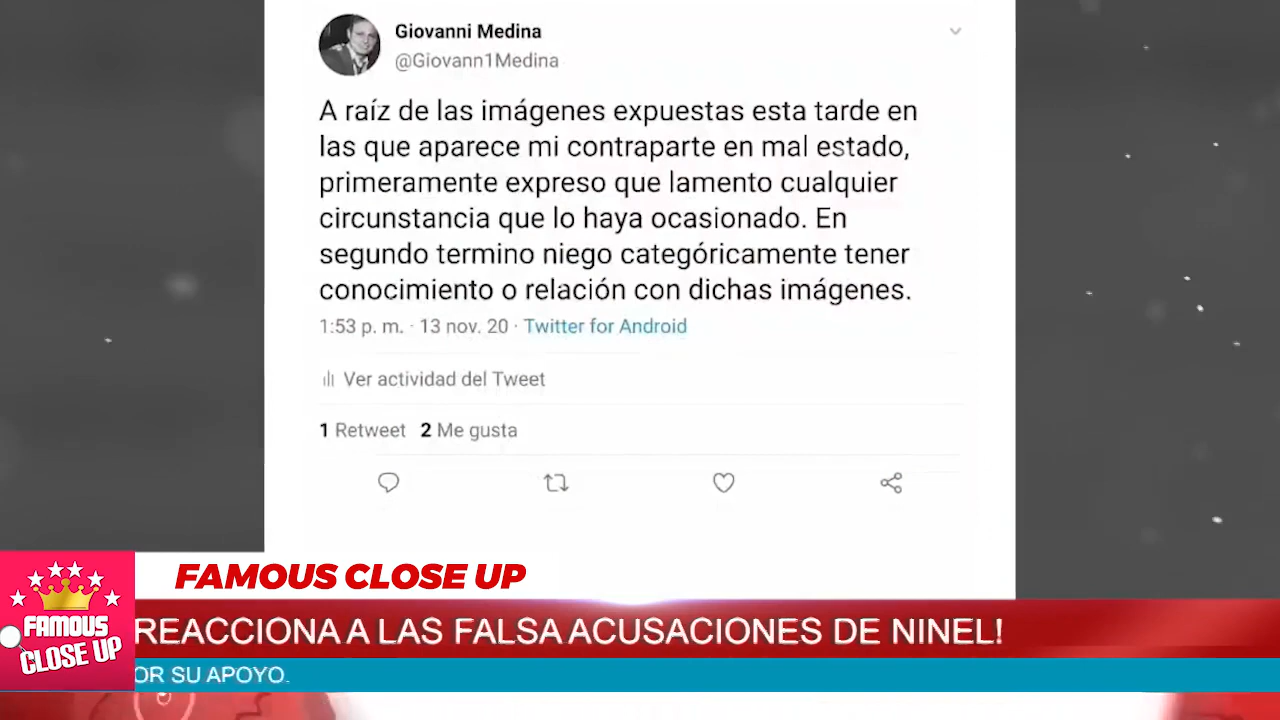 Giovanni Medina
@Giovann1Medina
A raíz de las imágenes expuestas esta tarde en
las que aparece mi contraparte en mal estado,
primeramente expreso que lamento cualquier
circunstancia que lo haya ocasionado. En
segundo termino niego categóricamente tener
conocimiento o relación con dichas imágenes.
1:53 p. m. · 13 nov. 20 · Twitter for Android
Ver actividad del Tweet
1 Retweet 2 Me gusta
FAMOUS CLOSE UP
REACCIONA A LAS FALSA ACUSACIONES DE NINEL!
FAMOUS
CLOSE UP
OR SU APOYO.